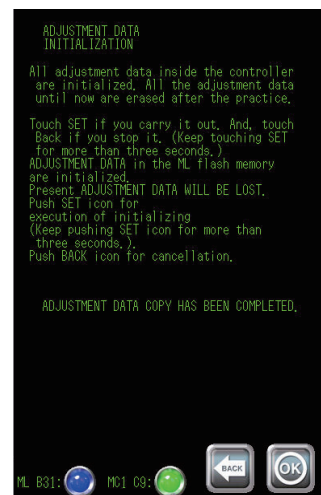 ADJUSTMENT DATA
INITIALIZATION
All adjustment data inside the controller
are initialized. All the adjustment data
until now are erased after the practice.
Touch SET if you carry it out. And, touch
Back if you stop it. (Keep touching SET
for more than three seconds.)
ADJUSTMENT DATA in the ML flash memory
are initialized.
Present ADJUSTMENT DATA WILL BE LOST.
Push SET icon for
execution of initializing
(Keep pushing SET icon for more than
three seconds.).
Push BACK icon for cancellation.
ADJUSTMENT DATA COPY HAS BEEN COMPLETED.
ML B31: MC1 C9: BACK OK